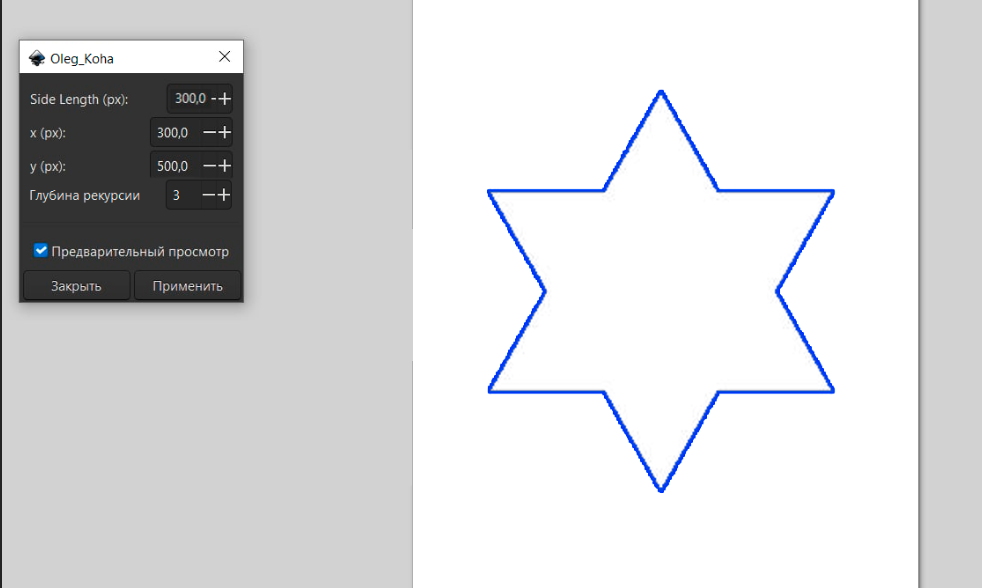 Oleg_Koha
Side Length (px): 300,0
x (px): 300,0
y (px): 500,0
Глубина рекурсии 3
Предварительный просмотр
Закрыть Применить